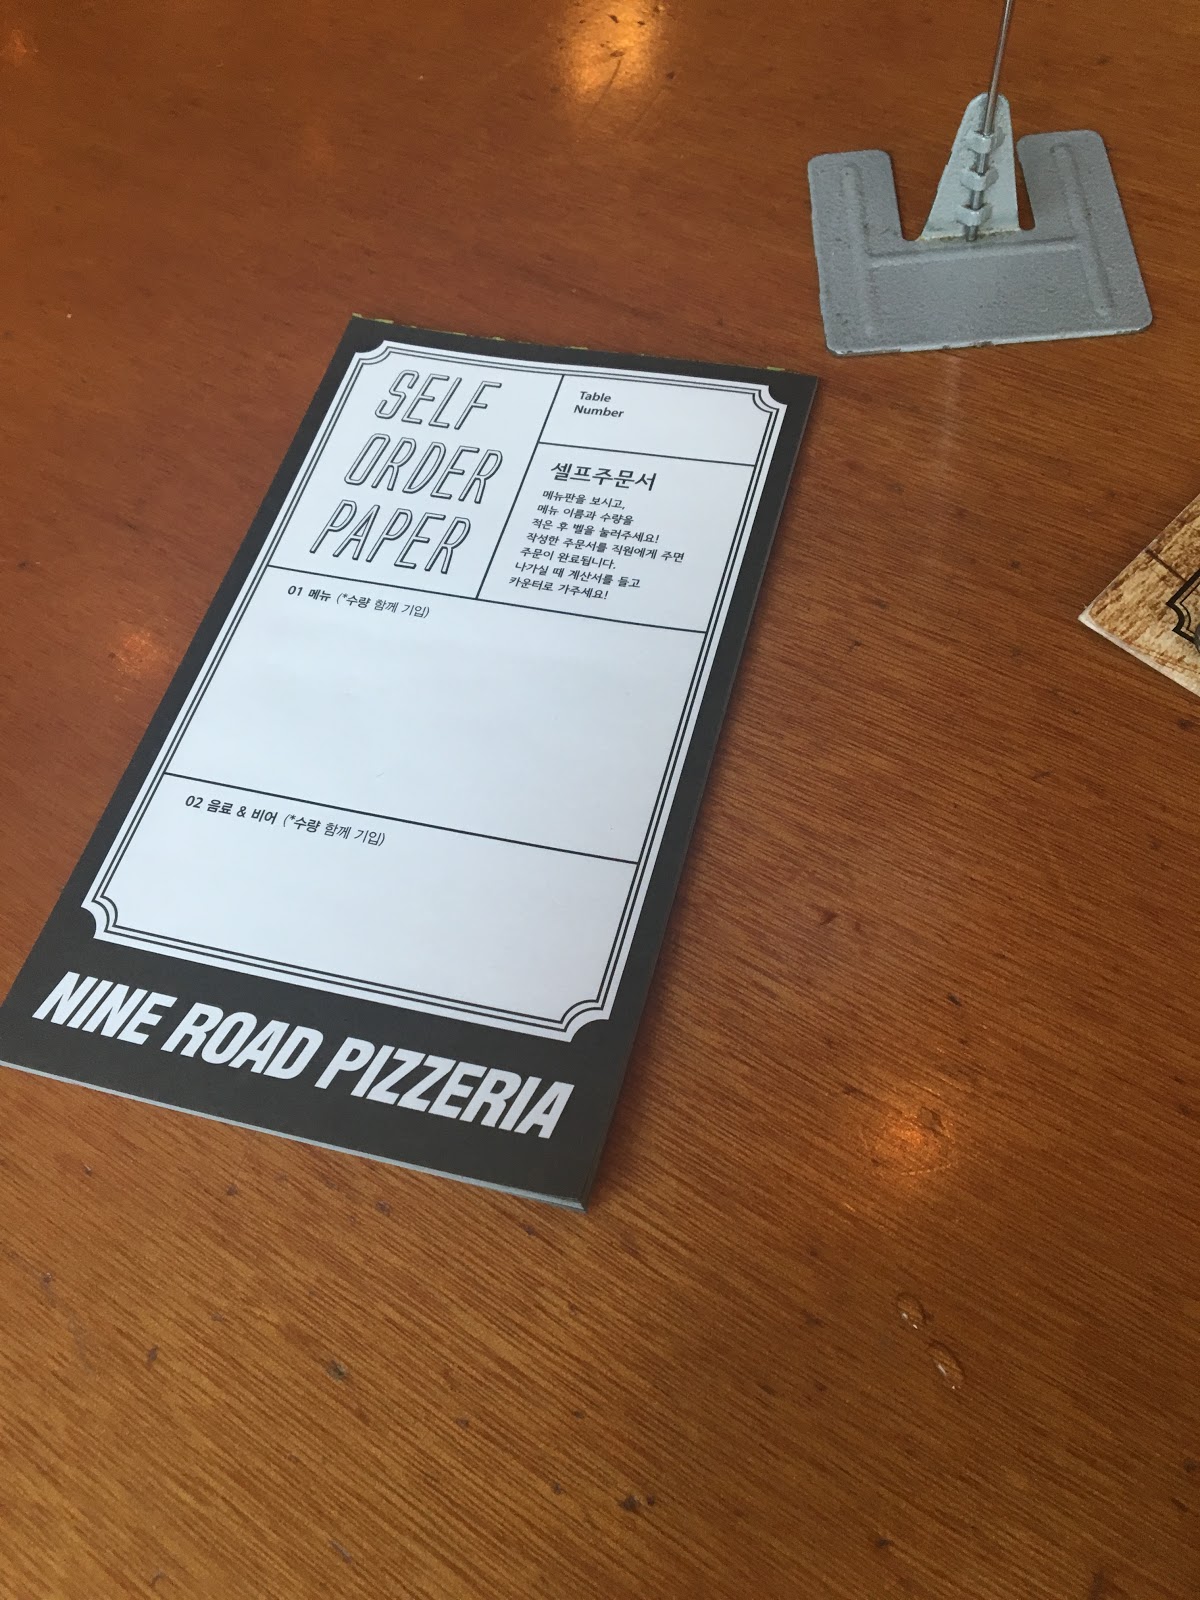 SELF
ORDER
PAPER
Table
Number
셀프주문서
메뉴판을 보시고,
메뉴 이름과 수량을
적은 후 벨을 눌러주세요!
작성한 주문서를 직원에게 주면
주문이 완료됩니다.
나가실 때 계산서를 들고
카운터로 가주세요!
01 메뉴 (*수량 함께 기입)
02 음료 & 비어 (*수량 함께 기입)
NINE ROAD PIZZERIA